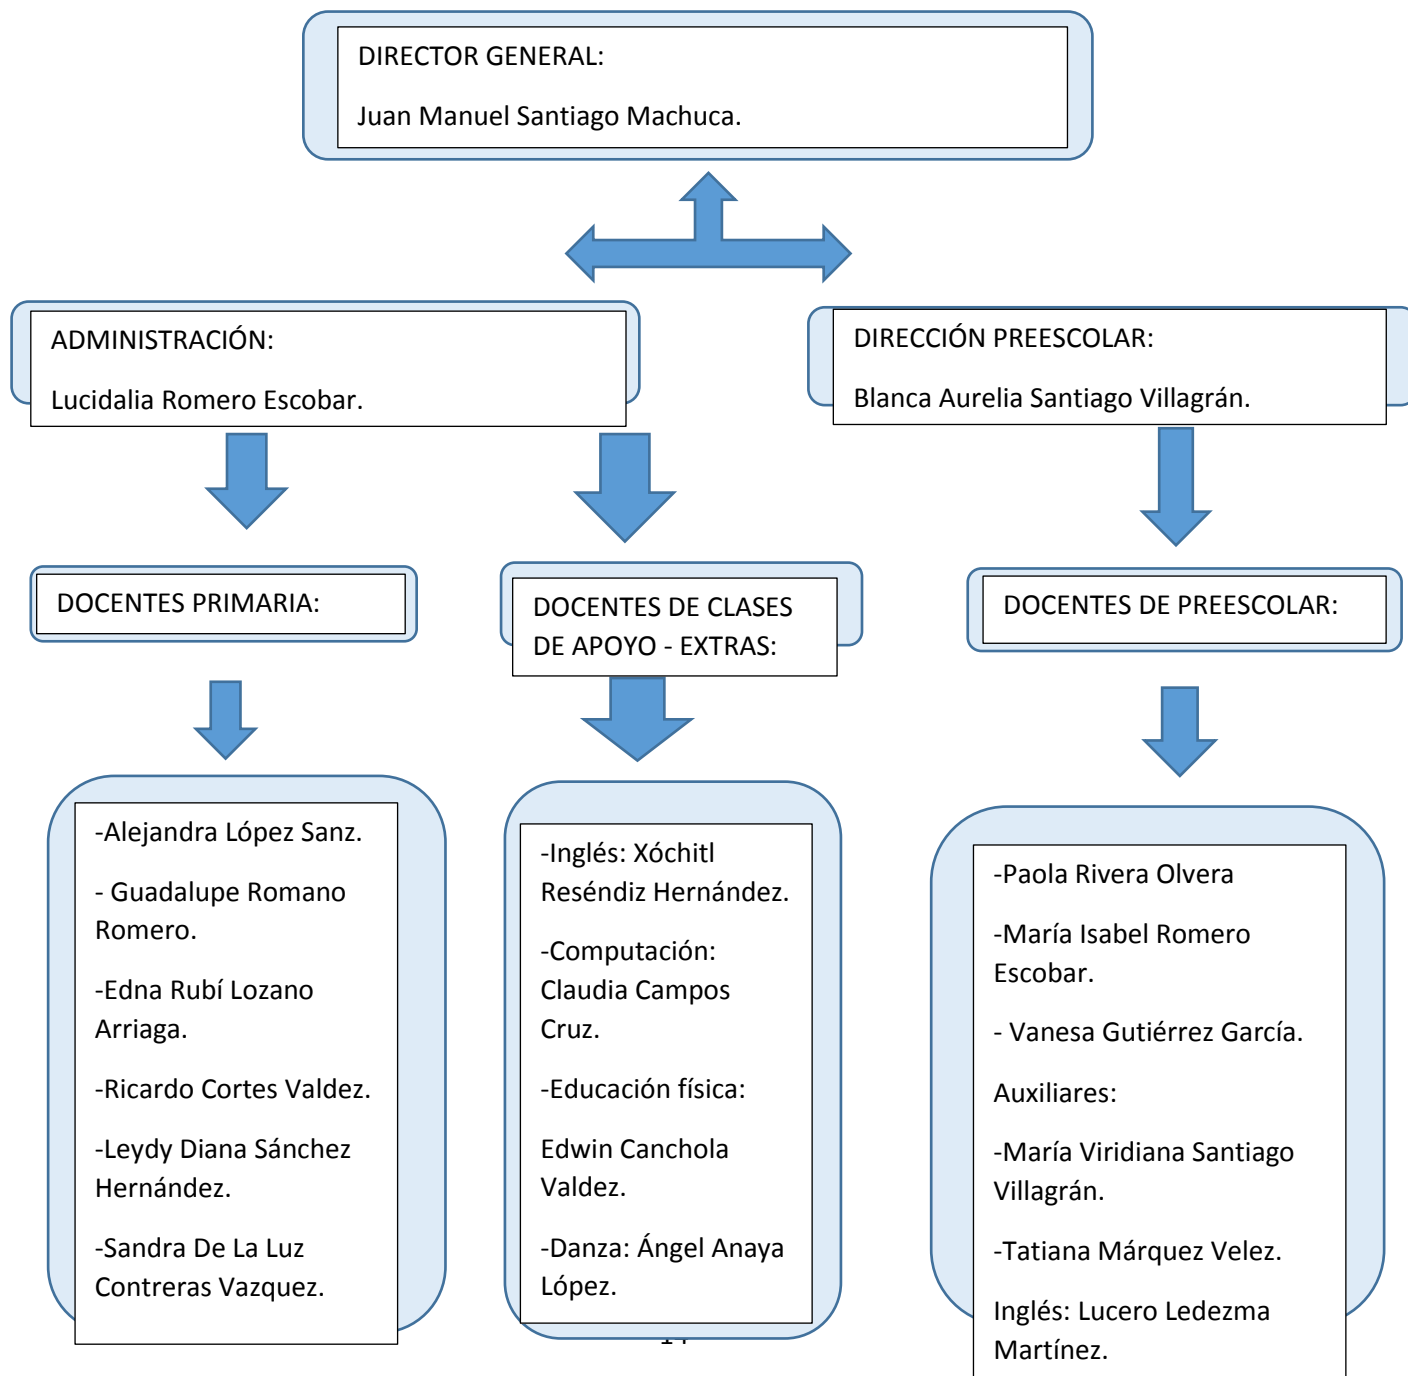 DIRECTOR GENERAL:
Juan Manuel Santiago Machuca.
ADMINISTRACIÓN:
Lucidalia Romero Escobar.
DIRECCIÓN PREESCOLAR:
Blanca Aurelia Santiago Villagrán.
DOCENTES PRIMARIA:
DOCENTES DE CLASES
DE APOYO - EXTRAS:
DOCENTES DE PREESCOLAR:
-Alejandra López Sanz.
- Guadalupe Romano
Romero.
-Edna Rubí Lozano
Arriaga.
-Ricardo Cortes Valdez.
-Leydy Diana Sánchez
Hernández.
-Sandra De La Luz
Contreras Vazquez.
-Inglés: Xóchitl
Reséndiz Hernández.
-Computación:
Claudia Campos
Cruz.
-Educación física:
Edwin Canchola
Valdez.
-Danza: Ángel Anaya
López.
-Paola Rivera Olvera
-María Isabel Romero
Escobar.
- Vanesa Gutiérrez García.
Auxiliares:
-María Viridiana Santiago
Villagrán.
-Tatiana Márquez Velez.
Inglés: Lucero Ledezma
Martínez.